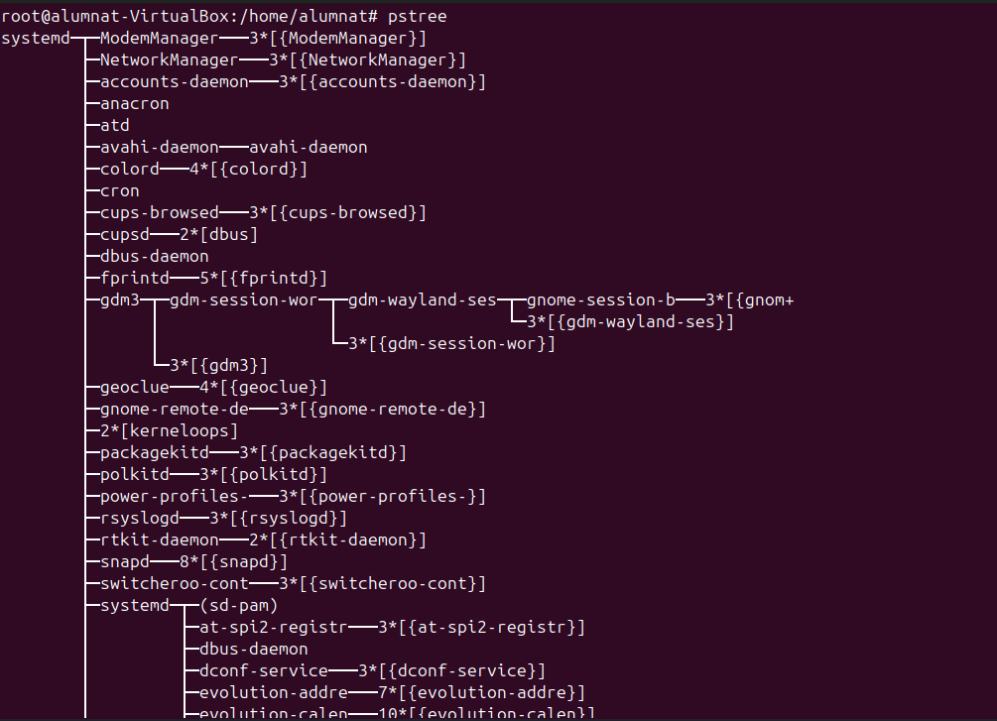 root@alumnat-VirtualBox:/home/alumnat# pstree
systemd─┬─ModemManager───3*[{ModemManager}]
        ├─NetworkManager───3*[{NetworkManager}]
        ├─accounts-daemon───3*[{accounts-daemon}]
        ├─anacron
        ├─atd
        ├─avahi-daemon───avahi-daemon
        ├─colord───4*[{colord}]
        ├─cron
        ├─cups-browsed───3*[{cups-browsed}]
        ├─cupsd───2*[dbus]
        ├─dbus-daemon
        ├─fprintd───5*[{fprintd}]
        ├─gdm3─┬─gdm-session-wor─┬─gdm-wayland-ses─┬─gnome-session-b───3*[{gnom+
        │      │                 │                 └─3*[{gdm-wayland-ses}]
        │      │                 └─3*[{gdm-session-wor}]
        │      └─3*[{gdm3}]
        ├─geoclue───4*[{geoclue}]
        ├─gnome-remote-de───3*[{gnome-remote-de}]
        ├─2*[kerneloops]
        ├─packagekitd───3*[{packagekitd}]
        ├─polkitd───3*[{polkitd}]
        ├─power-profiles-───3*[{power-profiles-}]
        ├─rsyslogd───3*[{rsyslogd}]
        ├─rtkit-daemon───2*[{rtkit-daemon}]
        ├─snapd───8*[{snapd}]
        ├─switcheroo-cont───3*[{switcheroo-cont}]
        ├─systemd─┬─(sd-pam)
        │         ├─at-spi2-registr───3*[{at-spi2-registr}]
        │         ├─dbus-daemon
        │         ├─dconf-service───3*[{dconf-service}]
        │         ├─evolution-addre───7*[{evolution-addre}]
        │         ├─evolution-calen───10*[{evolution-calen}]